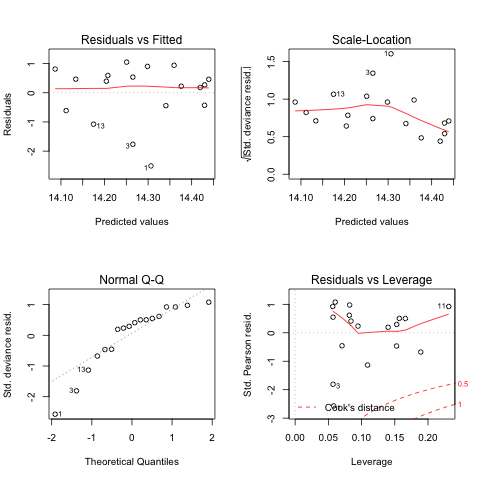 Residuals vs Fitted
Residuals
1
0
-1
-2
13
3
1
14.10 14.20 14.30 14.40
Predicted values
Scale-Location
√|Std. deviance resid.|
1.5
1.0
0.5
0.0
1
3
13
14.10 14.20 14.30 14.40
Predicted values
Normal Q-Q
Std. deviance resid.
1
0
-1
-2
13
3
1
-2 -1 0 1 2
Theoretical Quantiles
Residuals vs Leverage
Std. Pearson resid.
1
0
-1
-2
-3
11
3
0.5
1
Cook's distance
0.00 0.05 0.10 0.15 0.20
Leverage